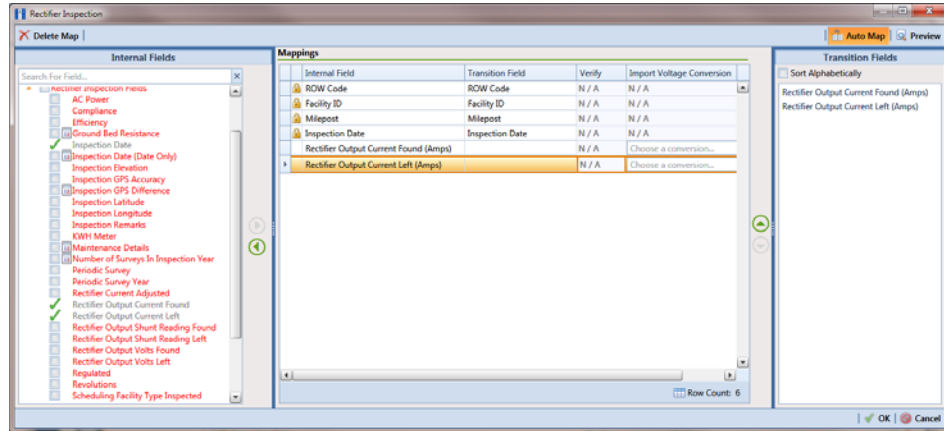 Rectifier Inspection
Delete Map
Auto Map
Preview
Internal Fields
Search For Field...
Rectifier Inspection Fields
AC Power
Compliance
Efficiency
Ground Bed Resistance
Inspection Date
Inspection Date (Date Only)
Inspection Elevation
Inspection GPS Accuracy
Inspection GPS Difference
Inspection Latitude
Inspection Longitude
Inspection Remarks
KWH Meter
Maintenance Details
Number of Surveys In Inspection Year
Periodic Survey
Periodic Survey Year
Rectifier Current Adjusted
Rectifier Output Current Found
Rectifier Output Current Left
Rectifier Output Shunt Reading Found
Rectifier Output Shunt Reading Left
Rectifier Output Volts Found
Rectifier Output Volts Left
Regulated
Revolutions
Scheduling Facility Type Inspected
Mappings
Internal Field Transition Field Verify Import Voltage Conversion
ROW Code ROW Code N / A N / A
Facility ID Facility ID N / A N / A
Milepost Milepost N / A N / A
Inspection Date Inspection Date N / A N / A
Rectifier Output Current Found (Amps) N / A Choose a conversion...
Rectifier Output Current Left (Amps) N / A Choose a conversion...
Row Count: 6
Transition Fields
Sort Alphabetically
Rectifier Output Current Found (Amps)
Rectifier Output Current Left (Amps)
OK
Cancel